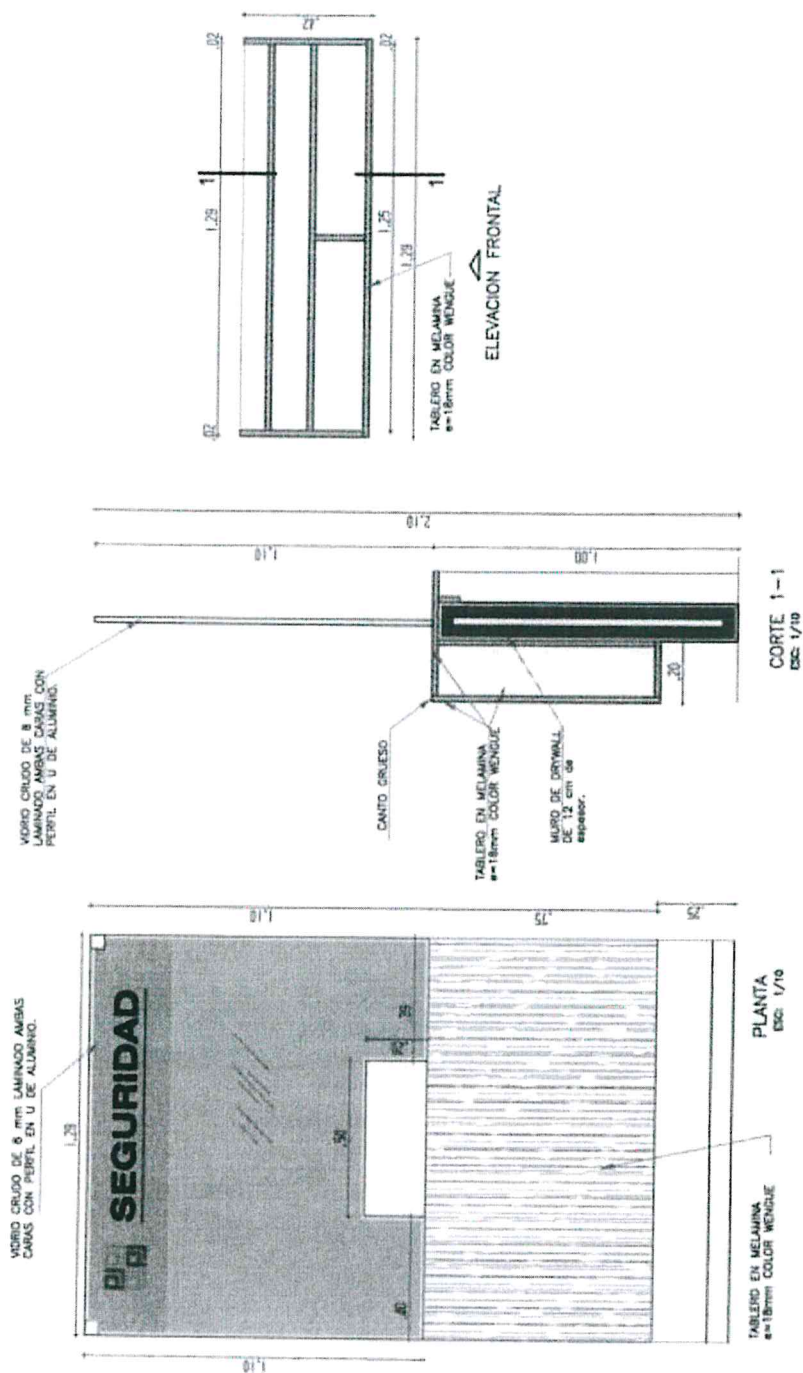 VIDRIO CRUDO DE 6 mm LAMINADO AMBAS
CARAS CON PERFIL EN U DE ALUMINIO.
1.29
SEGURIDAD
1.10
1.10
.50
.39
.75
.25
PLANTA
ESC: 1/10
TABLERO EN MELAMINA
e=18mm COLOR WENGUE
VIDRIO CRUDO DE 8 mm
LAMINADO AMBAS CARAS CON
PERFIL EN U DE ALUMINIO.
CANTO GRUESO
TABLERO EN MELAMINA
e=18mm COLOR WENGUE
MURO DE DRYWALL
DE 12 cm de
espesor.
1.10
2.10
1.00
.20
CORTE 1-1
ESC: 1/10
.02
1.29
.02
.42
.02
1
1
1.25
1.29
TABLERO EN MELAMINA
e=18mm COLOR WENGUE
ELEVACION FRONTAL